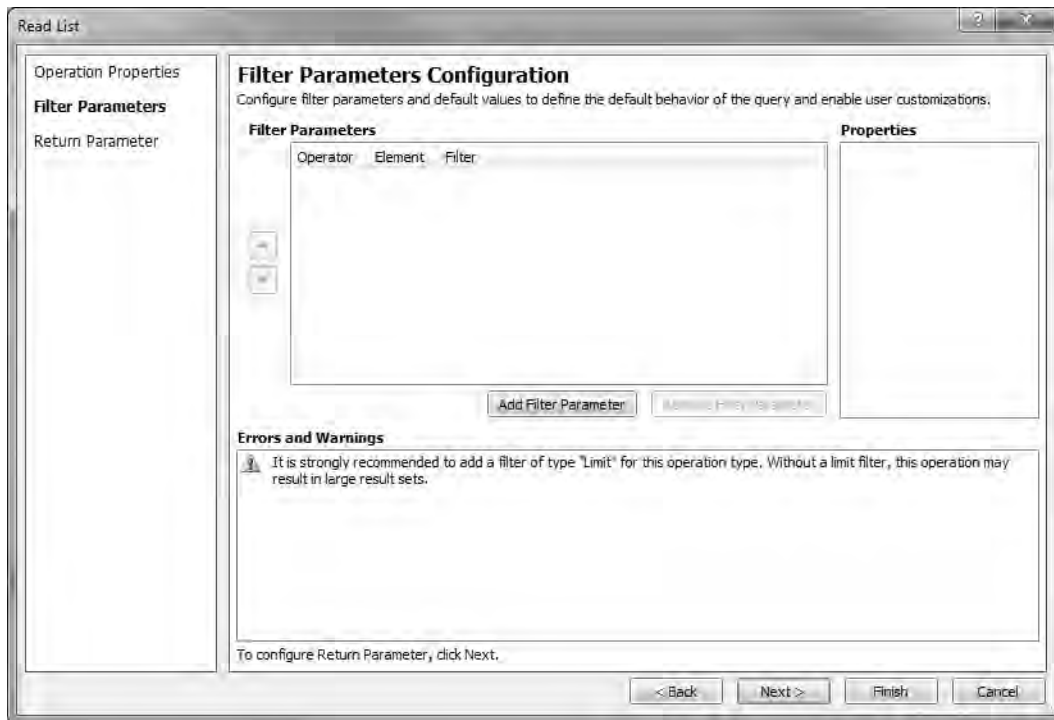 Read List
Operation Properties
Filter Parameters
Return Parameter
Filter Parameters Configuration
Configure filter parameters and default values to define the default behavior of the query and enable user customizations.
Filter Parameters
Operator Element Filter
Properties
Add Filter Parameter
Remove Filter Parameter
Errors and Warnings
It is strongly recommended to add a filter of type "Limit" for this operation type. Without a limit filter, this operation may
result in large result sets.
To configure Return Parameter, click Next.
< Back
Next >
Finish
Cancel